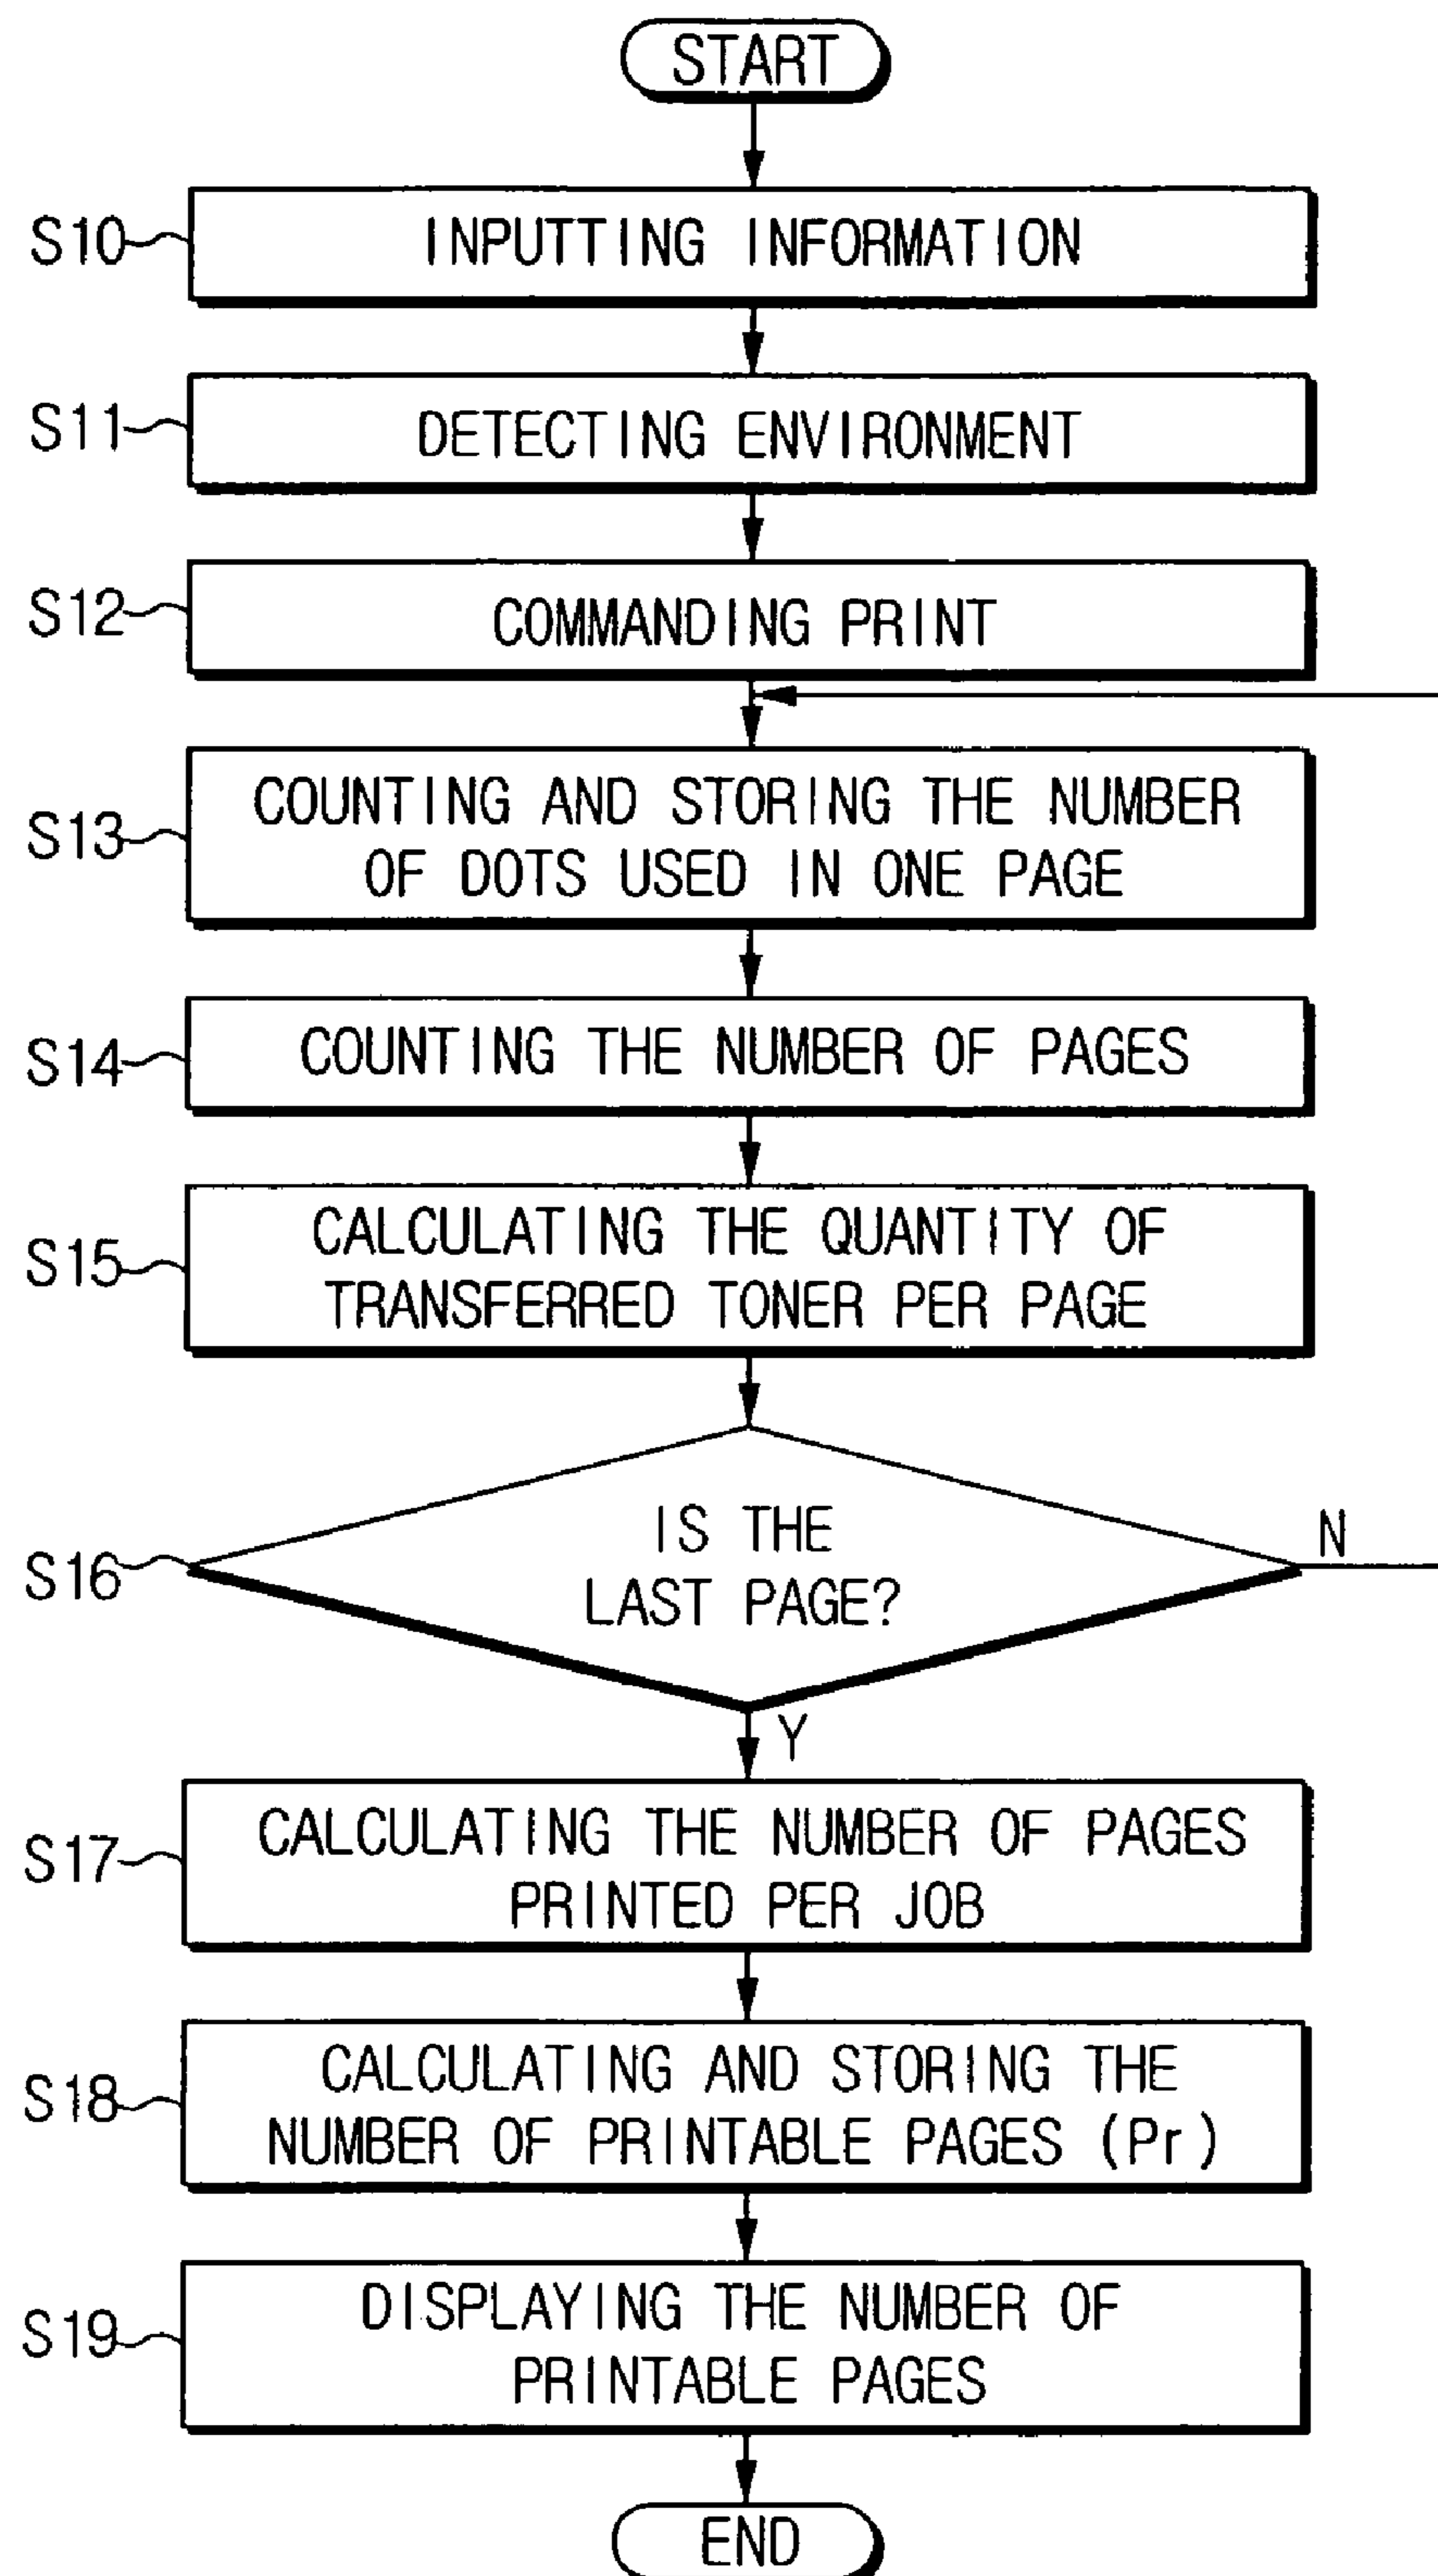 START
S10 INPUTTING INFORMATION
S11 DETECTING ENVIRONMENT
S12 COMMANDING PRINT
S13 COUNTING AND STORING THE NUMBER
OF DOTS USED IN ONE PAGE
S14 COUNTING THE NUMBER OF PAGES
S15 CALCULATING THE QUANTITY OF
TRANSFERRED TONER PER PAGE
S16 IS THE
LAST PAGE?
N
Y
S17 CALCULATING THE NUMBER OF PAGES
PRINTED PER JOB
S18 CALCULATING AND STORING THE
NUMBER OF PRINTABLE PAGES (Pr)
S19 DISPLAYING THE NUMBER OF
PRINTABLE PAGES
END